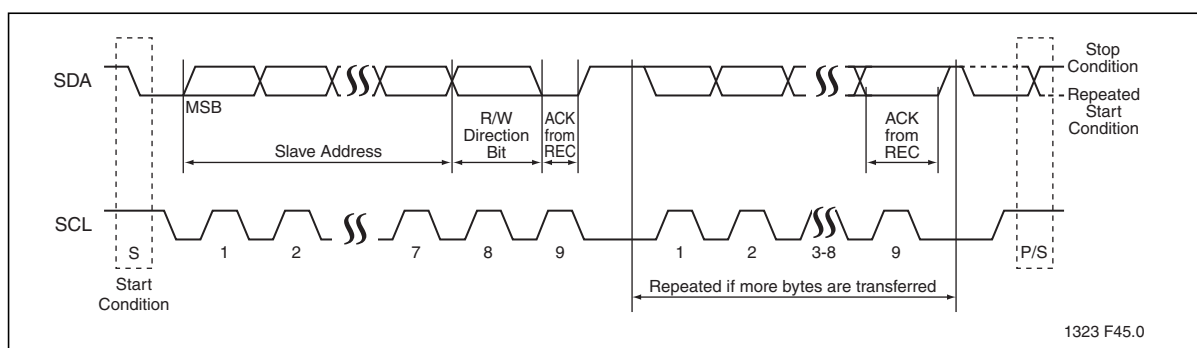 SDA
MSB
Slave Address
R/W
Direction
Bit
ACK
from
REC
ACK
from
REC
Stop
Condition
Repeated
Start
Condition
SCL
S
1
2
7
8
9
1
2
3-8
9
P/S
Start
Condition
Repeated if more bytes are transferred
1323 F45.0